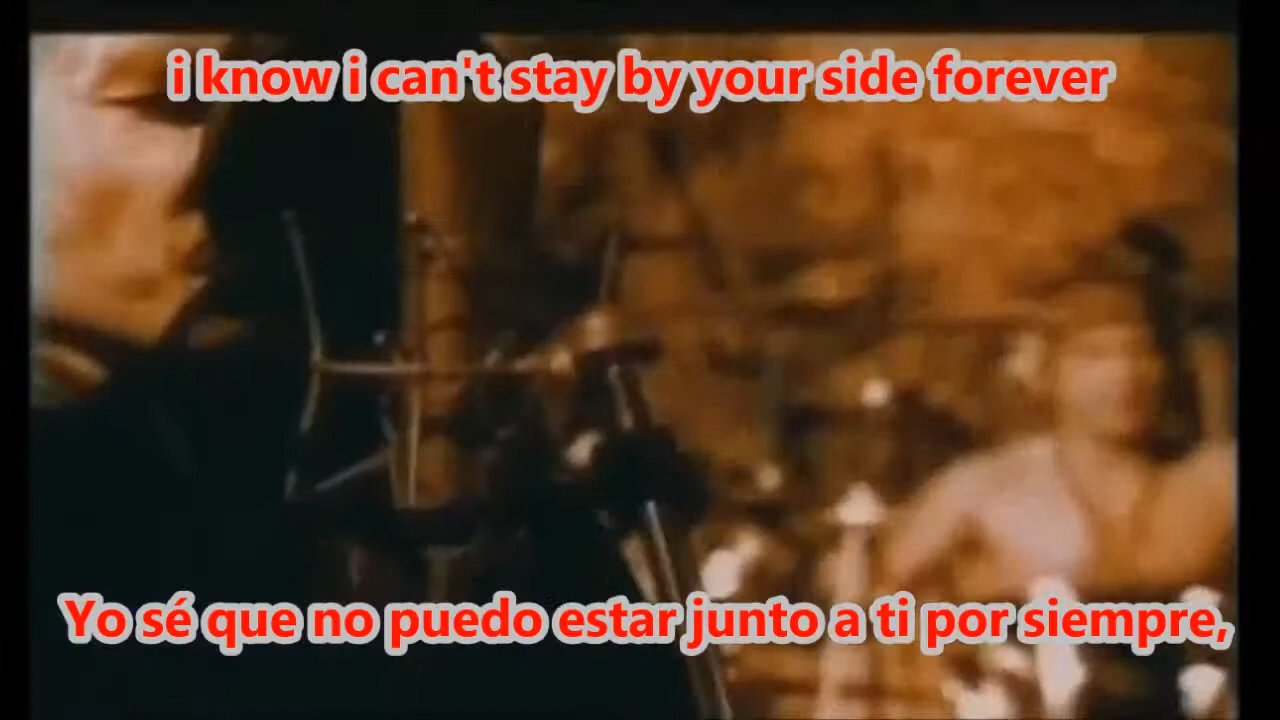 i know i can't stay by your side forever
Yo sé que no puedo estar junto a ti por siempre,